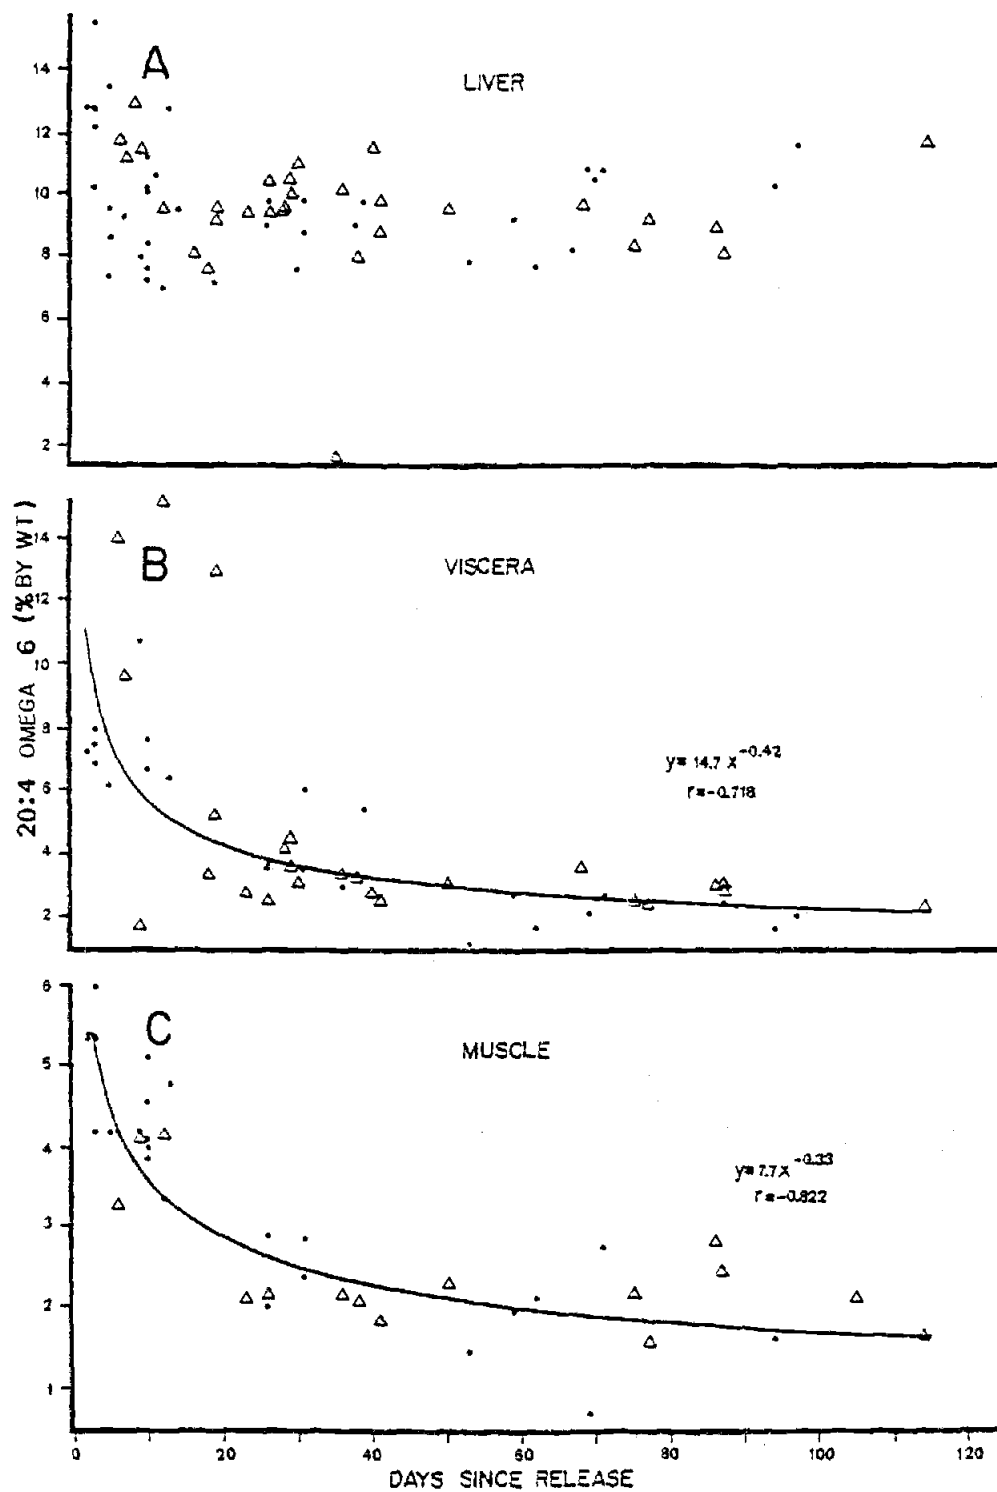 A
LIVER
14
12
10
8
6
4
2
20:4 OMEGA 6 (% BY WT)
B
VISCERA
14
12
10
8
6
4
2
y= 14.7 X^-0.42
r=-0.718
C
MUSCLE
6
5
4
3
2
1
y=7.7X^-0.33
r=-0.822
0 20 40 60 80 100 120
DAYS SINCE RELEASE